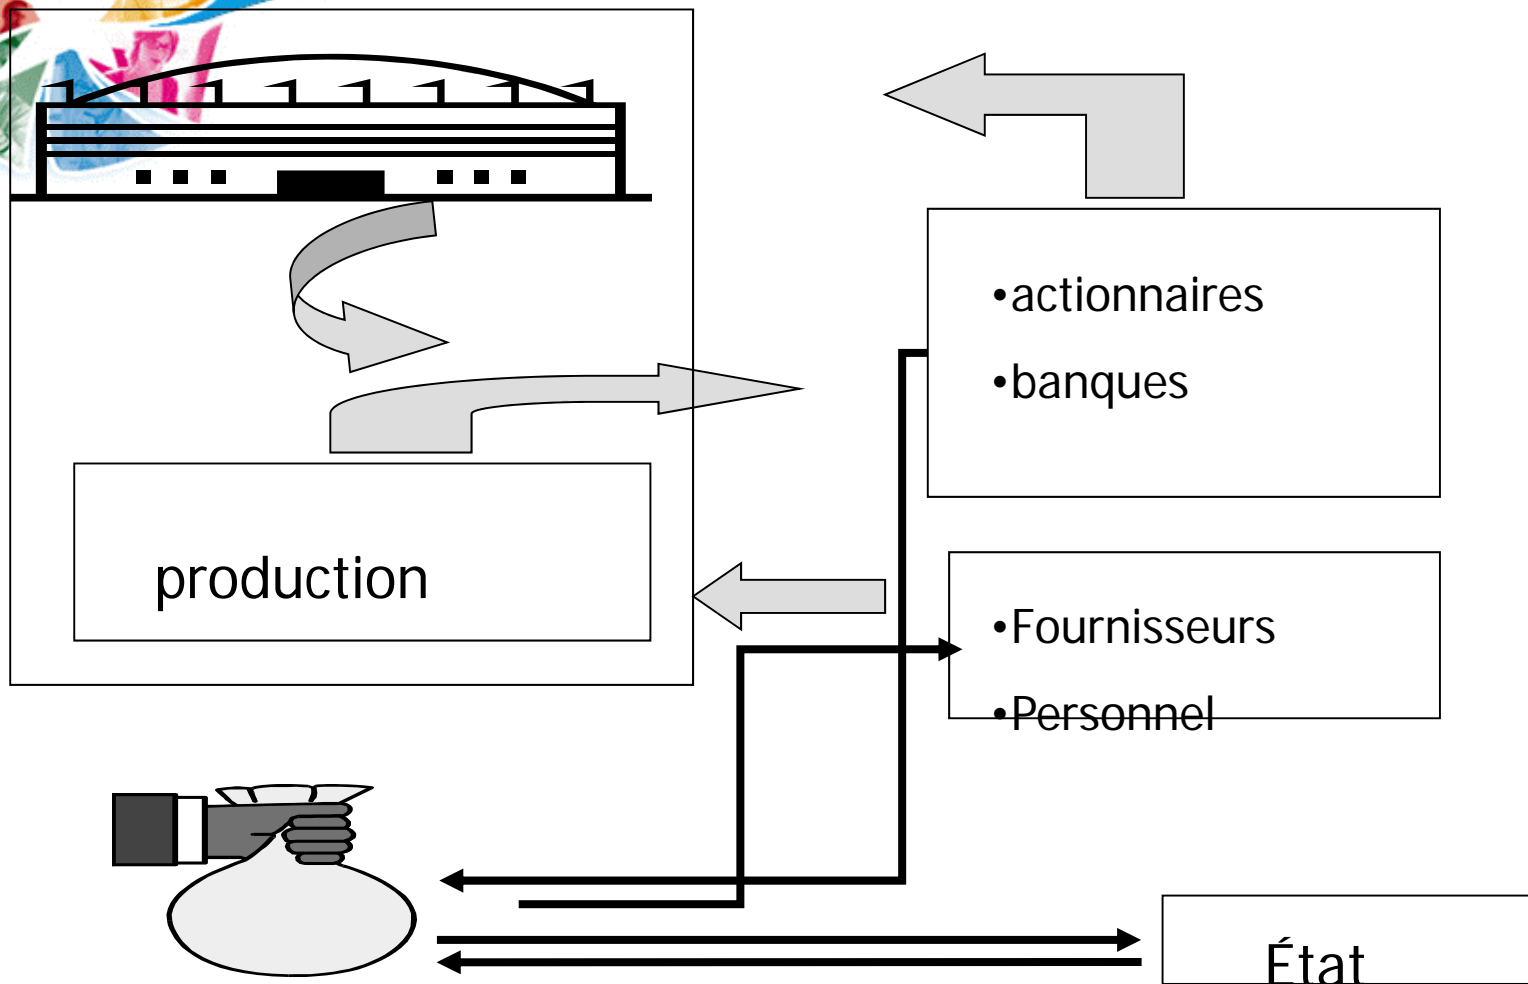 •actionnaires
•banques
production
•Fournisseurs
•Personnel
État